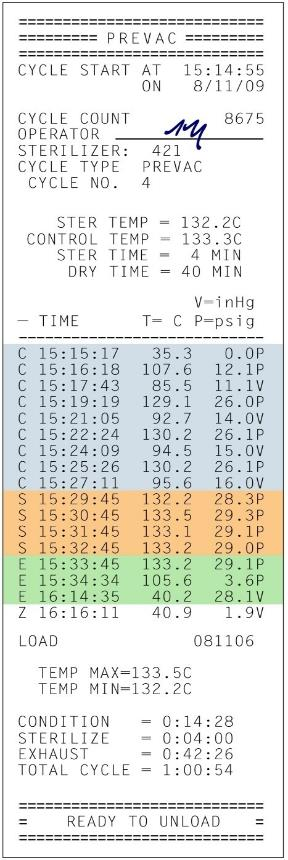 ====================
========= PREVAC =========
====================
CYCLE START AT 15:14:55
ON 8/11/09
CYCLE COUNT 8675
OPERATOR
STERILIZER: 421
CYCLE TYPE PREVAC
CYCLE NO. 4
STER TEMP = 132.2C
CONTROL TEMP = 133.3C
STER TIME = 4 MIN
DRY TIME = 40 MIN
V=inHg
— TIME T= C P=psig
C 15:15:17 35.3 0.0P
C 15:16:18 107.6 12.1P
C 15:17:43 85.5 11.1V
C 15:19:19 129.1 26.0P
C 15:21:05 92.7 14.0V
C 15:22:24 130.2 26.1P
C 15:24:09 94.5 15.0V
C 15:25:26 130.2 26.1P
C 15:27:11 95.6 16.0V
S 15:29:45 132.2 28.3P
S 15:30:45 133.5 29.3P
S 15:31:45 133.1 29.1P
S 15:32:45 133.2 29.0P
E 15:33:45 133.2 29.1P
E 15:34:34 105.6 3.6P
E 16:14:35 40.2 28.1V
Z 16:16:11 40.9 1.9V
LOAD 081106
TEMP MAX=133.5C
TEMP MIN=132.2C
CONDITION = 0:14:28
STERILIZE = 0:04:00
EXHAUST = 0:42:26
TOTAL CYCLE = 1:00:54
====================
= READY TO UNLOAD =
====================